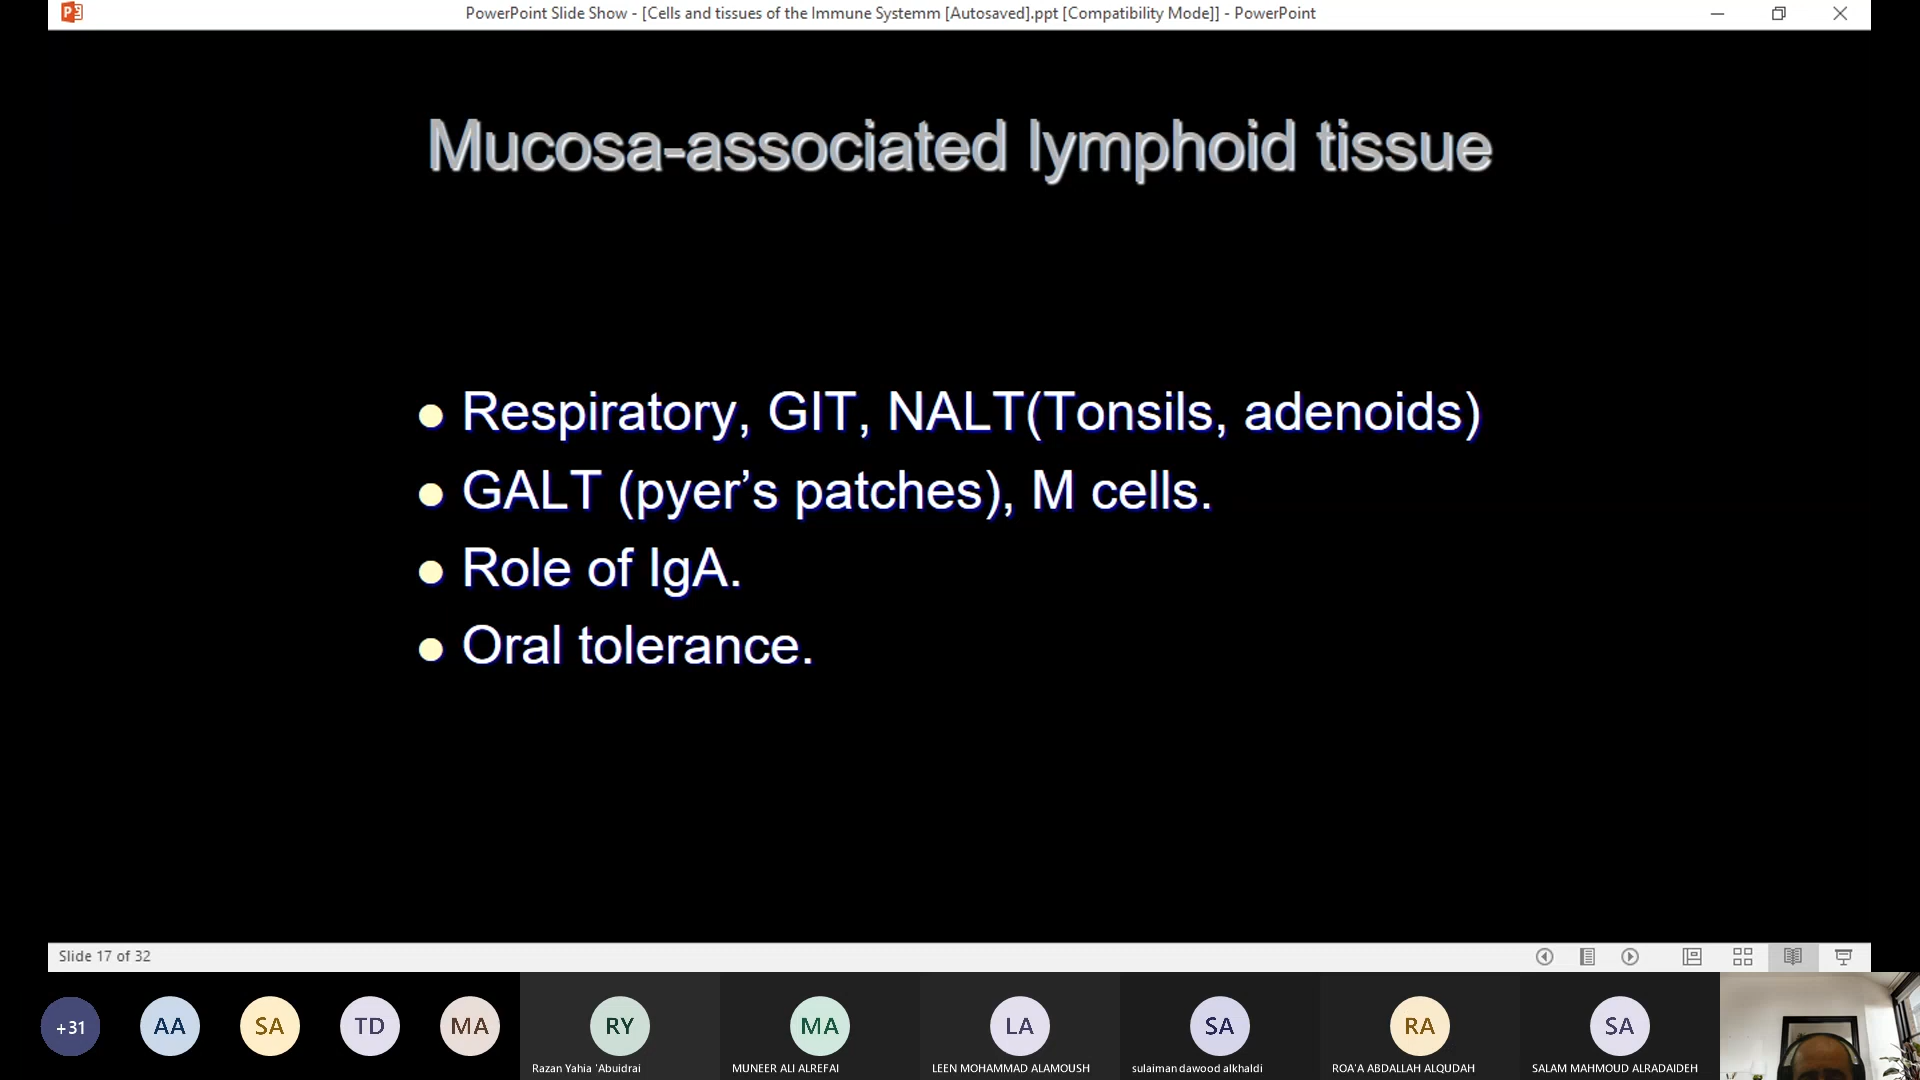 PowerPoint Slide Show - [Cells and tissues of the Immune Systemm [Autosaved].ppt [Compatibility Mode]] - PowerPoint
Mucosa-associated lymphoid tissue
Respiratory, GIT, NALT(Tonsils, adenoids)
GALT (pyer’s patches), M cells.
Role of IgA.
Oral tolerance.
Slide 17 of 32
+31 AA SA TD MA RY MA LA SA RA SA
Razan Yahia 'Abuidrai MUNEER ALI ALREFAI LEEN MOHAMMAD ALAMOUSH sulaiman dawood alkhaldi ROA'A ABDALLAH ALQUDAH SALAM MAHMOUD ALRADAIDEH